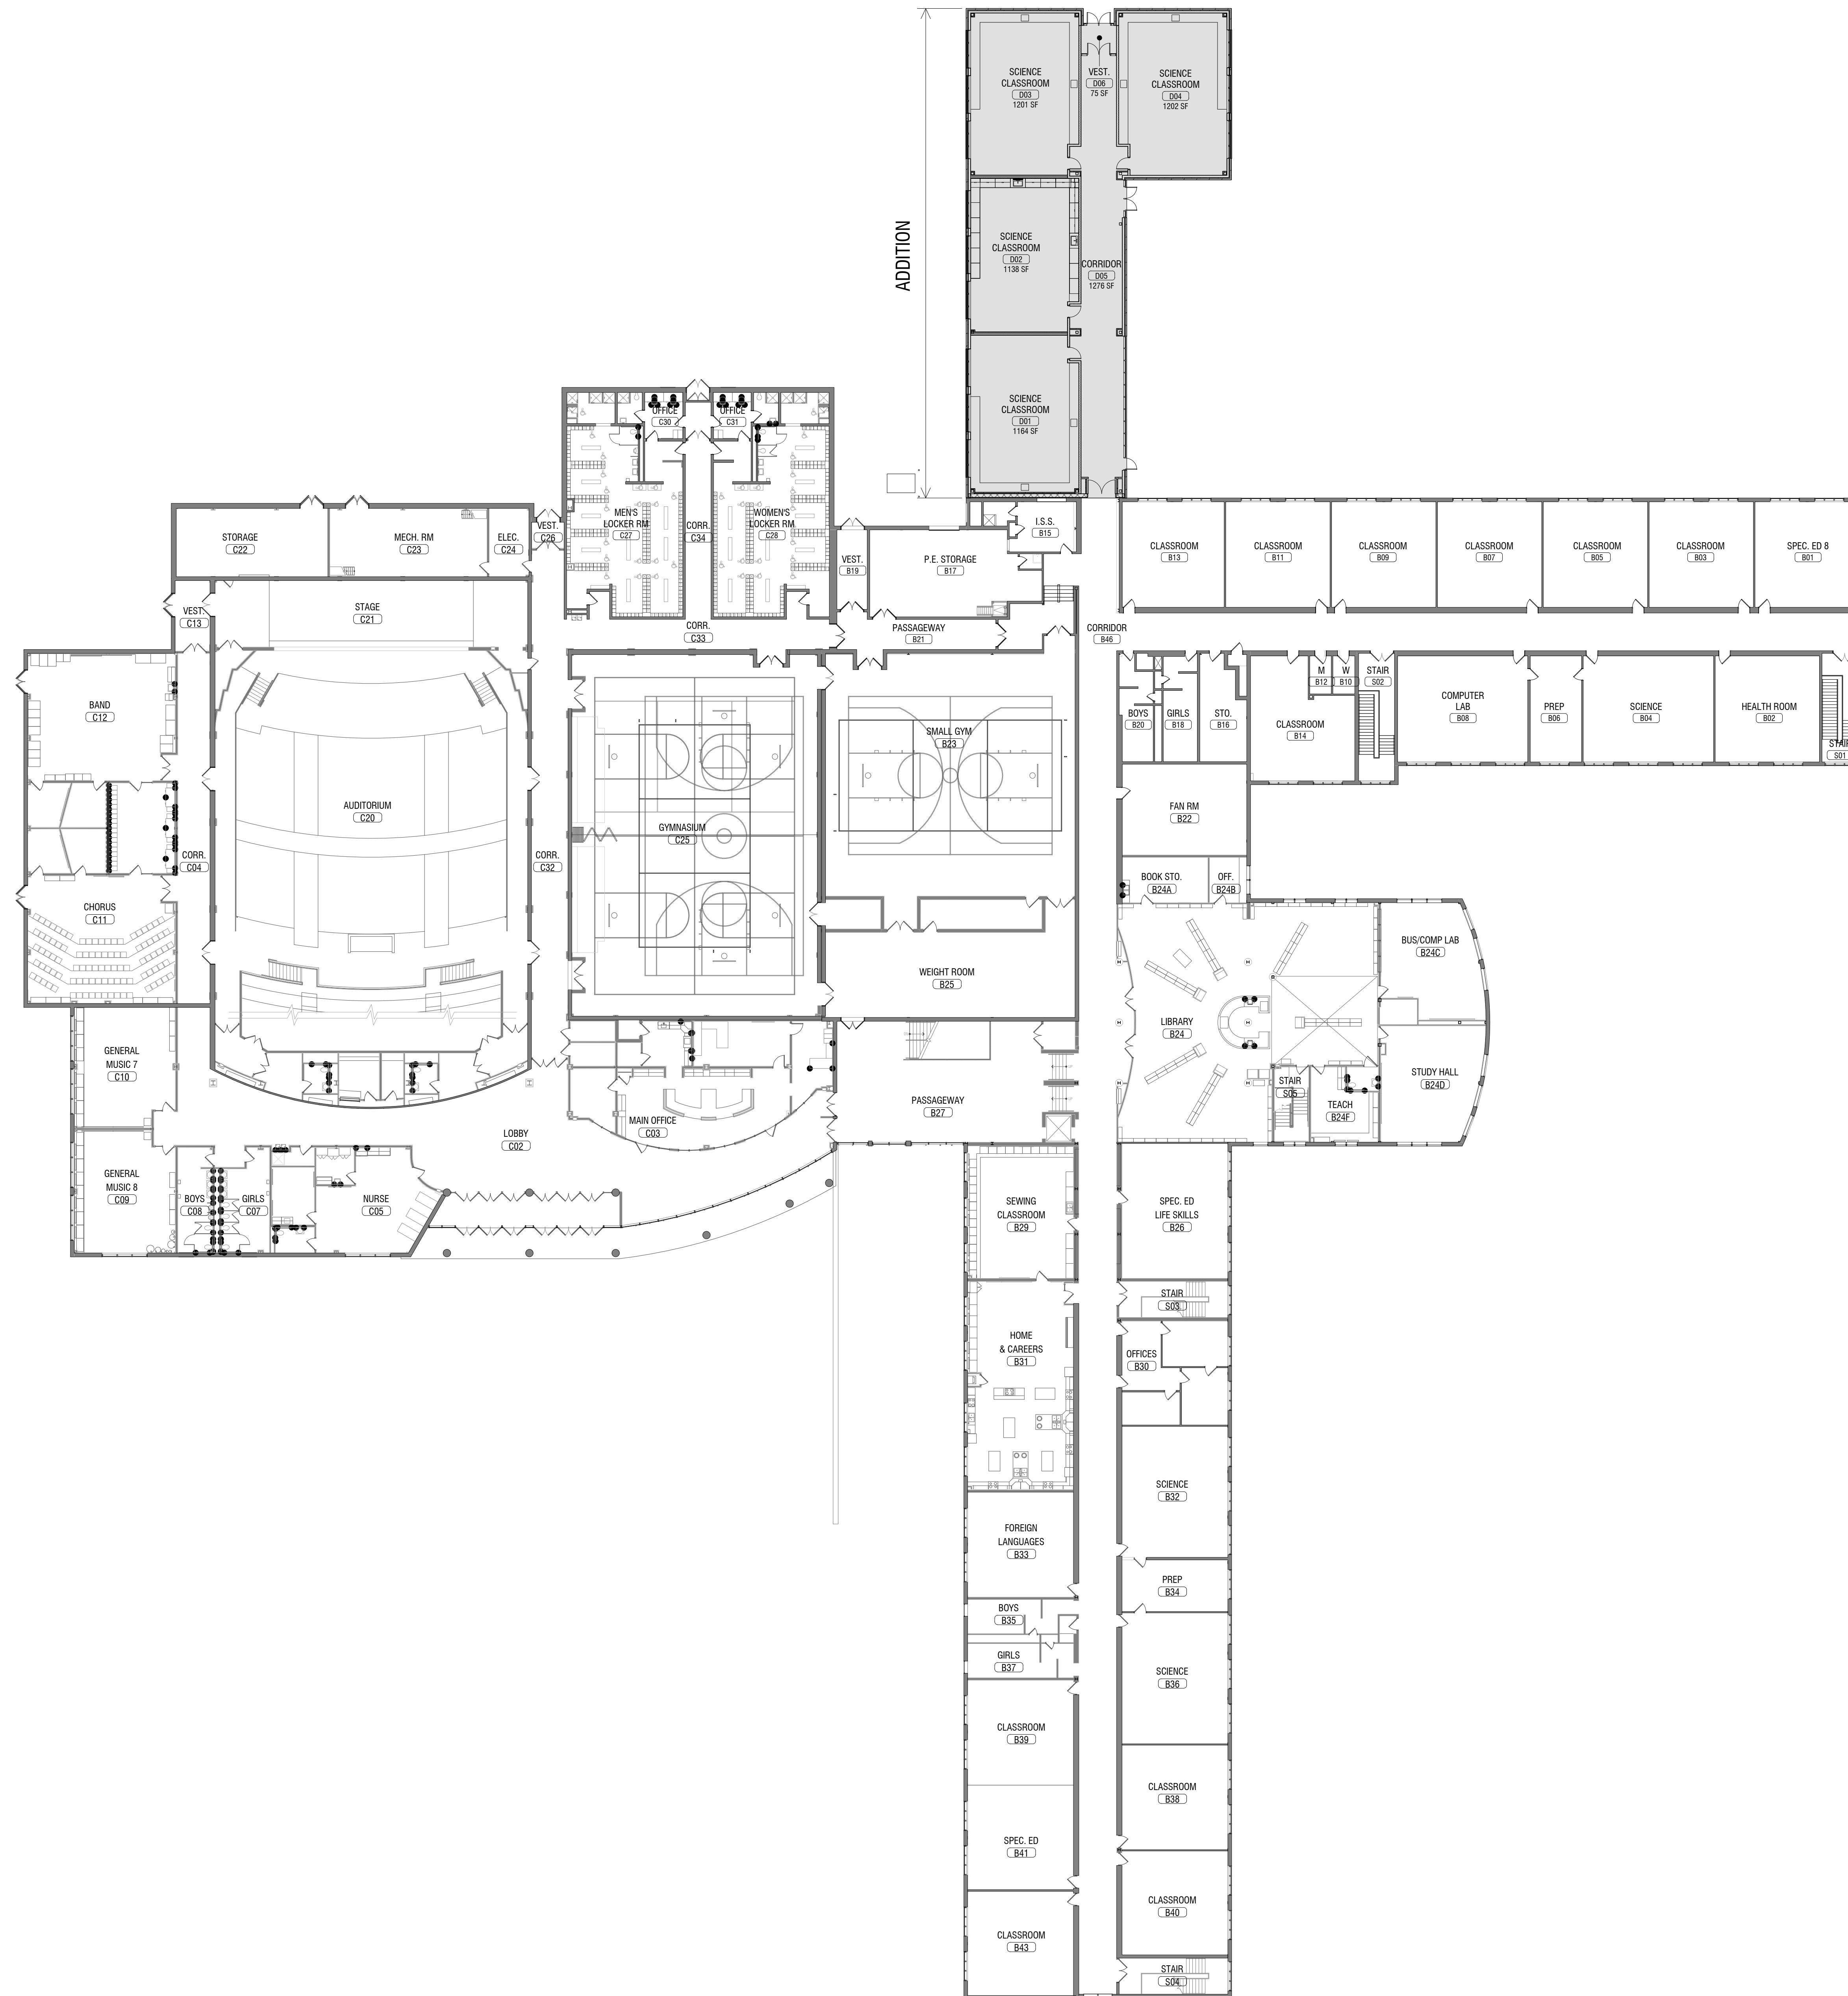 ADDITION
SCIENCE
CLASSROOM
D03
1201 SF
VEST.
D06
75 SF
SCIENCE
CLASSROOM
D04
1202 SF
SCIENCE
CLASSROOM
D02
1138 SF
CORRIDOR
D05
1276 SF
SCIENCE
CLASSROOM
D01
1164 SF
OFFICE
C30
OFFICE
C31
STORAGE
C22
MECH. RM
C23
ELEC.
C24
VEST.
C26
MEN'S
LOCKER RM
C27
CORR.
C34
WOMEN'S
LOCKER RM
C28
VEST.
B19
P.E. STORAGE
B17
I.S.S.
B15
CLASSROOM
B13
CLASSROOM
B11
CLASSROOM
B09
CLASSROOM
B07
CLASSROOM
B05
CLASSROOM
B03
SPEC. ED 8
B01
VEST.
C13
STAGE
C21
CORR.
C33
PASSAGEWAY
B21
CORRIDOR
B46
BAND
C12
BOYS
B20
GIRLS
B18
STO.
B16
CLASSROOM
B14
M
B12
W
B10
STAIR
S02
COMPUTER
LAB
B08
PREP
B06
SCIENCE
B04
HEALTH ROOM
B02
STAIR
S01
SMALL GYM
B23
AUDITORIUM
C20
GYMNASIUM
C25
FAN RM
B22
CORR.
C04
CORR.
C32
BOOK STO.
B24A
OFF.
B24B
CHORUS
C11
WEIGHT ROOM
B25
BUS/COMP LAB
B24C
LIBRARY
B24
GENERAL
MUSIC 7
C10
STUDY HALL
B24D
STAIR
S05
TEACH
B24F
MAIN OFFICE
C03
PASSAGEWAY
B27
LOBBY
C02
GENERAL
MUSIC 8
C09
BOYS
C08
GIRLS
C07
NURSE
C05
SEWING
CLASSROOM
B29
SPEC. ED
LIFE SKILLS
B26
STAIR
S03
HOME
& CAREERS
B31
OFFICES
B30
SCIENCE
B32
FOREIGN
LANGUAGES
B33
PREP
B34
BOYS
B35
GIRLS
B37
SCIENCE
B36
CLASSROOM
B39
CLASSROOM
B38
SPEC. ED
B41
CLASSROOM
B40
CLASSROOM
B43
STAIR
S04